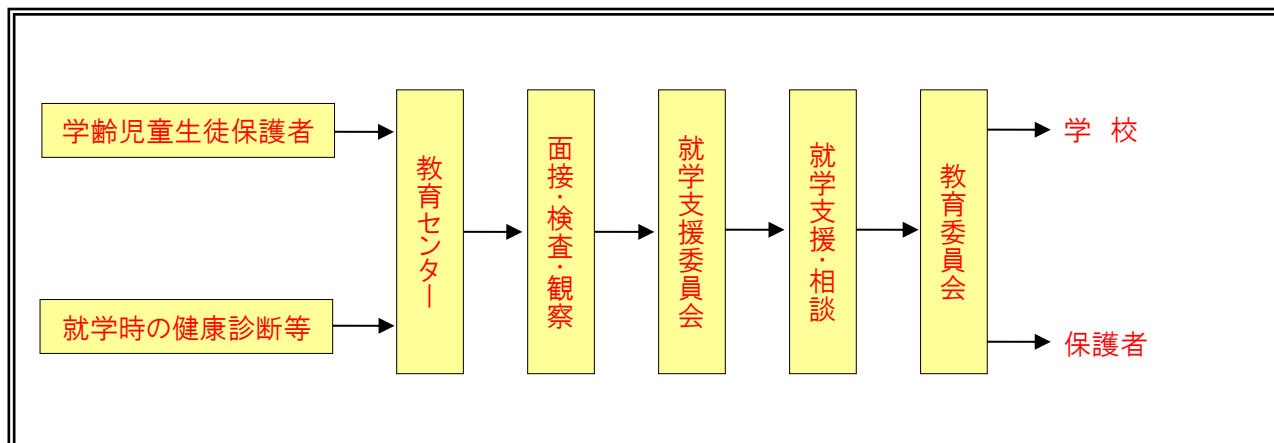 学齢児童生徒保護者
就学時の健康診断等
教育センター
面接・検査・観察
就学支援委員会
就学支援・相談
教育委員会
学 校
保護者